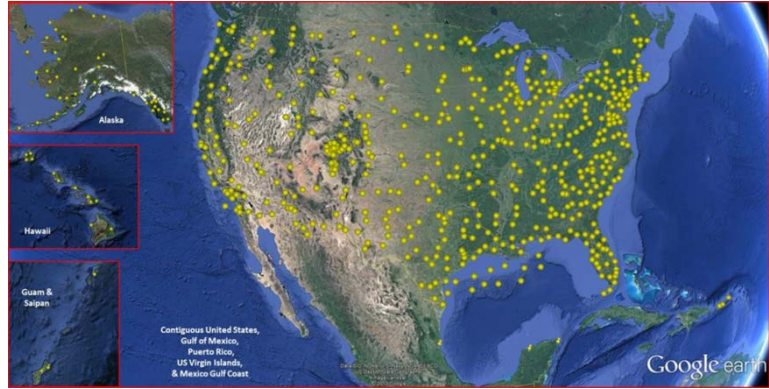 Alaska
Hawaii
Guam &
Saipan
Contiguous United States,
Gulf of Mexico,
Puerto Rico,
US Virgin Islands,
& Mexico Gulf Coast
Google earth